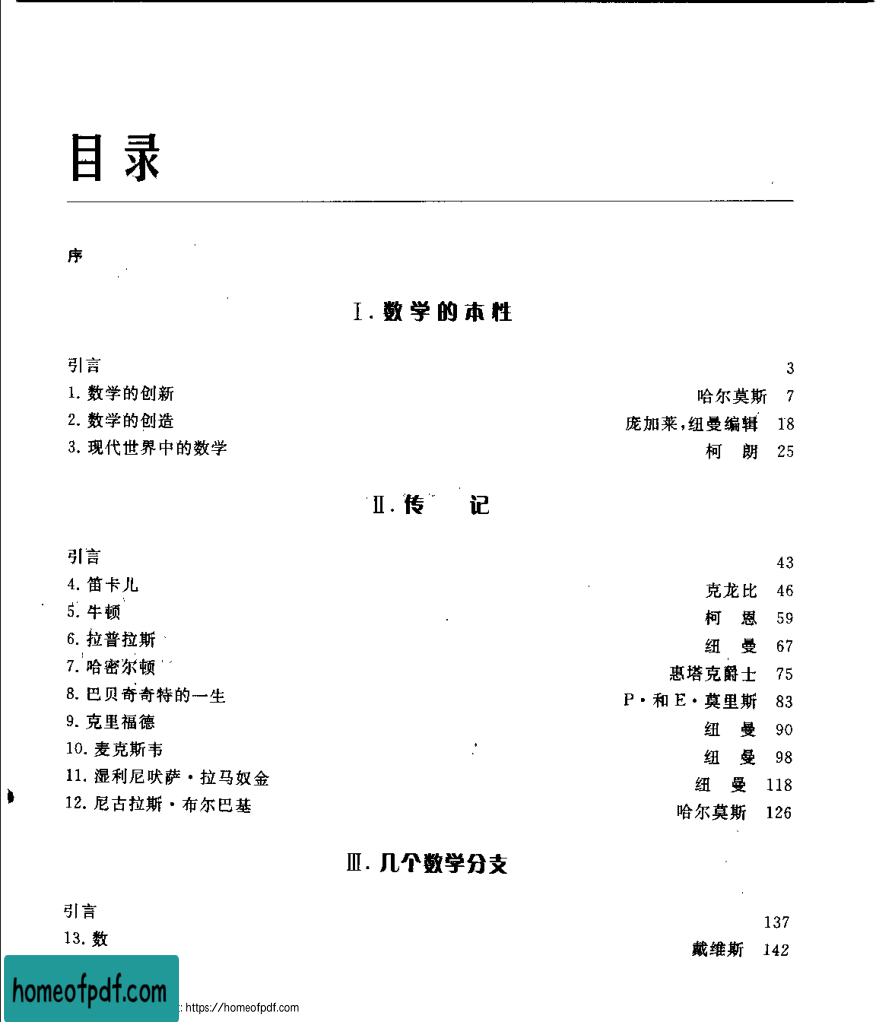 目录
序
Ⅰ. 数学的本性
引言 3
1. 数学的创新 哈尔莫斯 7
2. 数学的创造 庞加莱,纽曼编辑 18
3. 现代世界中的数学 柯 朗 25
Ⅱ. 传 记
引言 43
4. 笛卡儿 克龙比 46
5. 牛顿 柯 恩 59
6. 拉普拉斯 纽 曼 67
7. 哈密尔顿 惠塔克爵士 75
8. 巴贝奇奇特的一生 P·和E·莫里斯 83
9. 克里福德 纽 曼 90
10. 麦克斯韦 纽 曼 98
11. 湿利尼吠萨·拉马奴金 纽 曼 118
12. 尼古拉斯·布尔巴基 哈尔莫斯 126
Ⅲ. 几个数学分支
引言 137
13. 数 戴维斯 142
homeofpdf.com
: https://homeofpdf.com